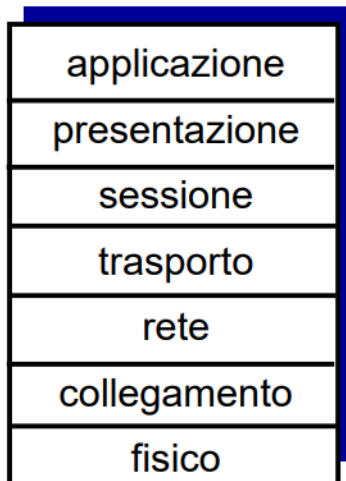 applicazione
presentazione
sessione
trasporto
rete
collegamento
fisico